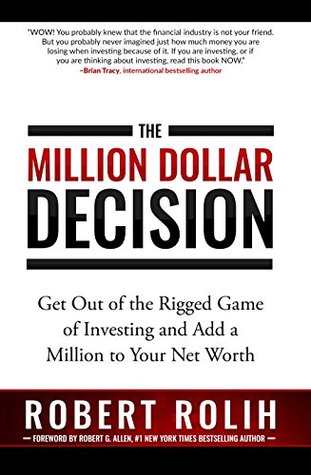 "WOW! You probably knew that the financial industry is not your friend.
But you probably never imagined just how much money you are
losing when investing because of it. If you are investing, or if
you are thinking about investing, read this book NOW."
–Brian Tracy, international bestselling author
THE
MILLION DOLLAR
DECISION
Get Out of the Rigged Game
of Investing and Add a
Million to Your Net Worth
ROBERT ROLIH
— FOREWORD BY ROBERT G. ALLEN, #1 NEW YORK TIMES BESTSELLING AUTHOR —